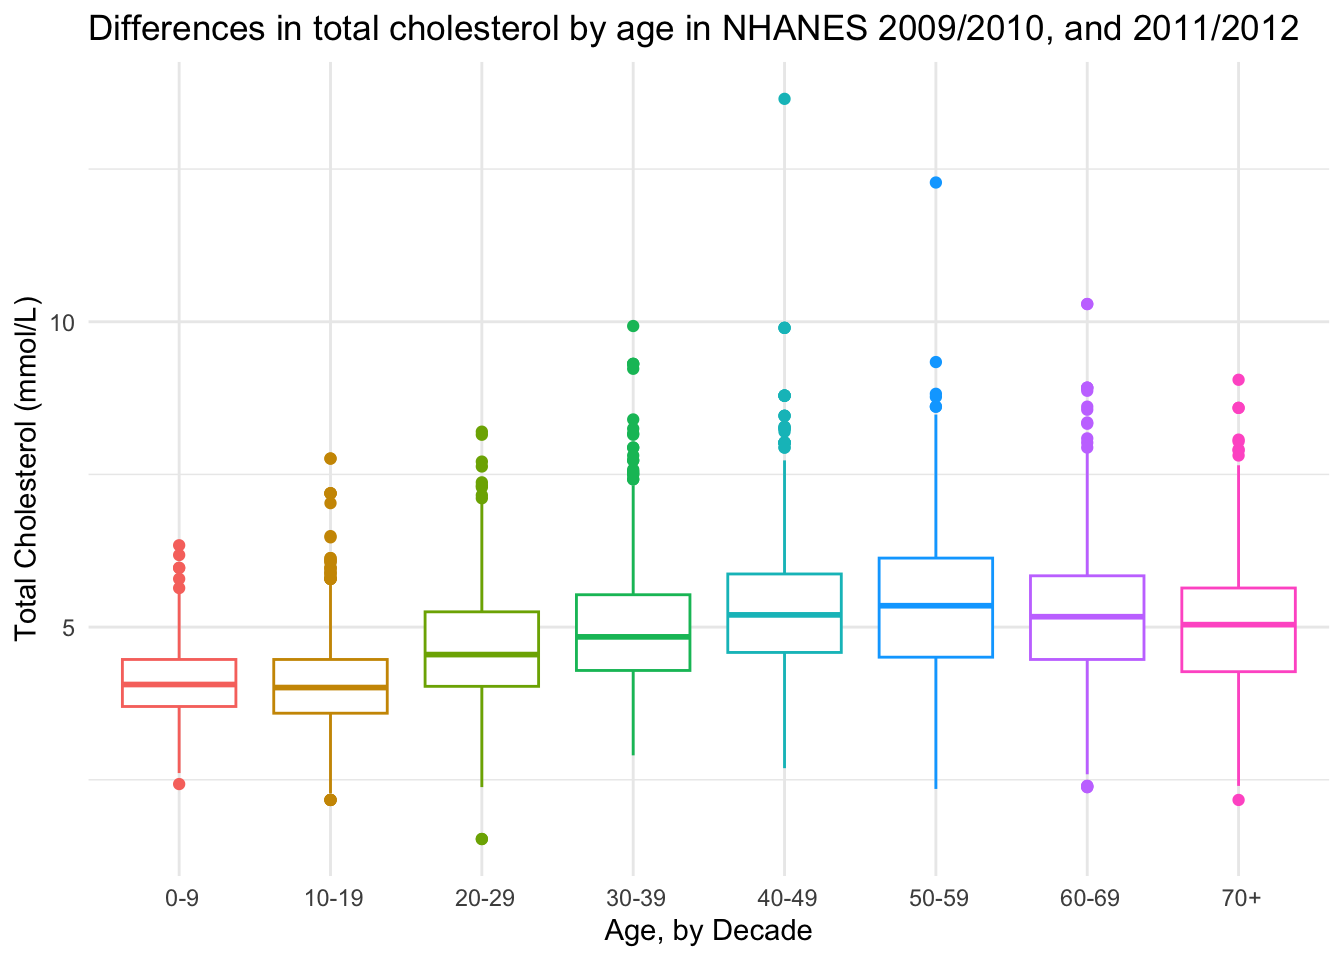 Differences in total cholesterol by age in NHANES 2009/2010, and 2011/2012
Total Cholesterol (mmol/L)
10
5
0-9 10-19 20-29 30-39 40-49 50-59 60-69 70+
Age, by Decade